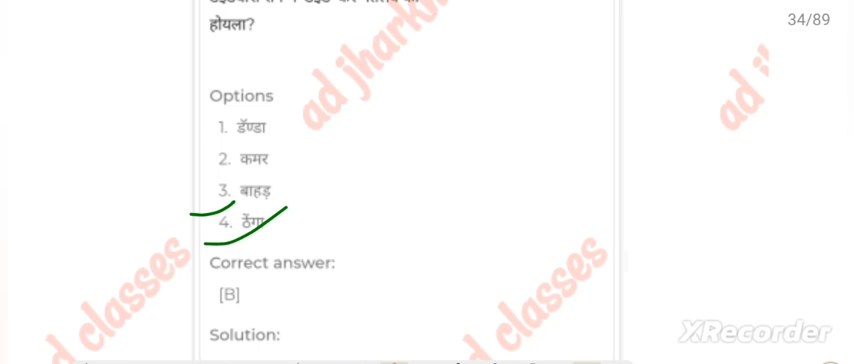 होयला?
34/89
ad jharkh
ad j
Options
1. डॅण्डा
2. कमर
3. बाहड़
4. ठेंगा
Correct answer:
[B]
Solution:
d classes
d classes
XRecorder